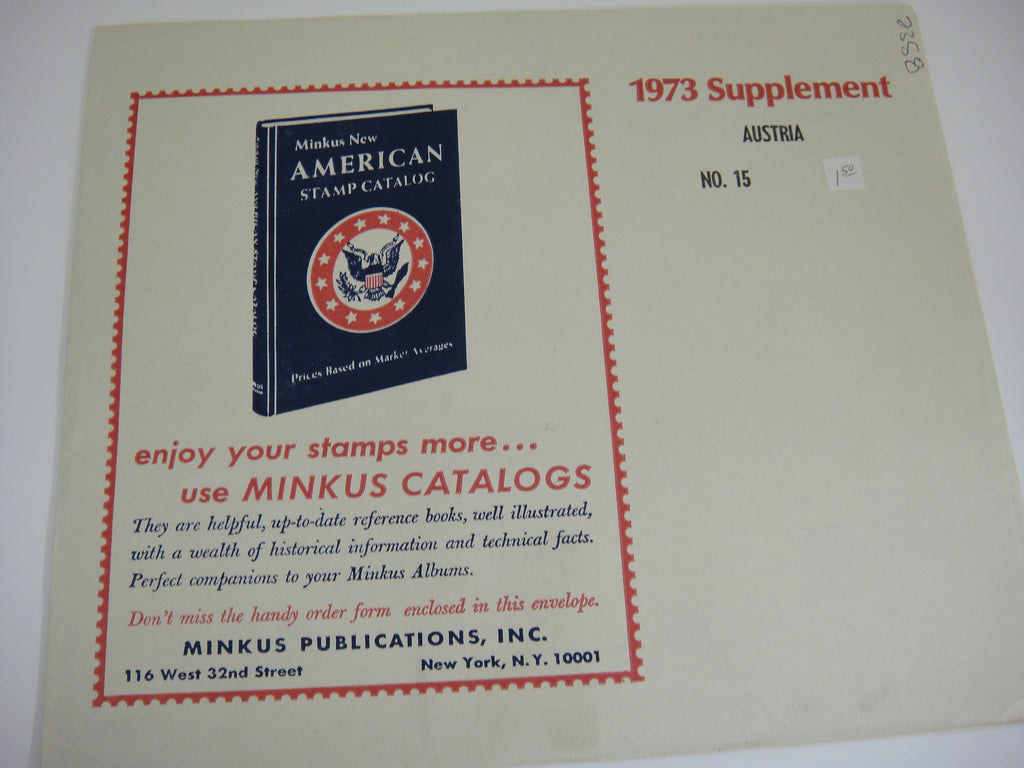 2358
1973 Supplement
AUSTRIA
NO. 15
1 50
Minkus New
AMERICAN
STAMP CATALOG
Prices Based on Market Averages
enjoy your stamps more...
use MINKUS CATALOGS
They are helpful, up-to-date reference books, well illustrated,
with a wealth of historical information and technical facts.
Perfect companions to your Minkus Albums.
Don't miss the handy order form enclosed in this envelope.
MINKUS PUBLICATIONS, INC.
116 West 32nd Street
New York, N.Y. 10001